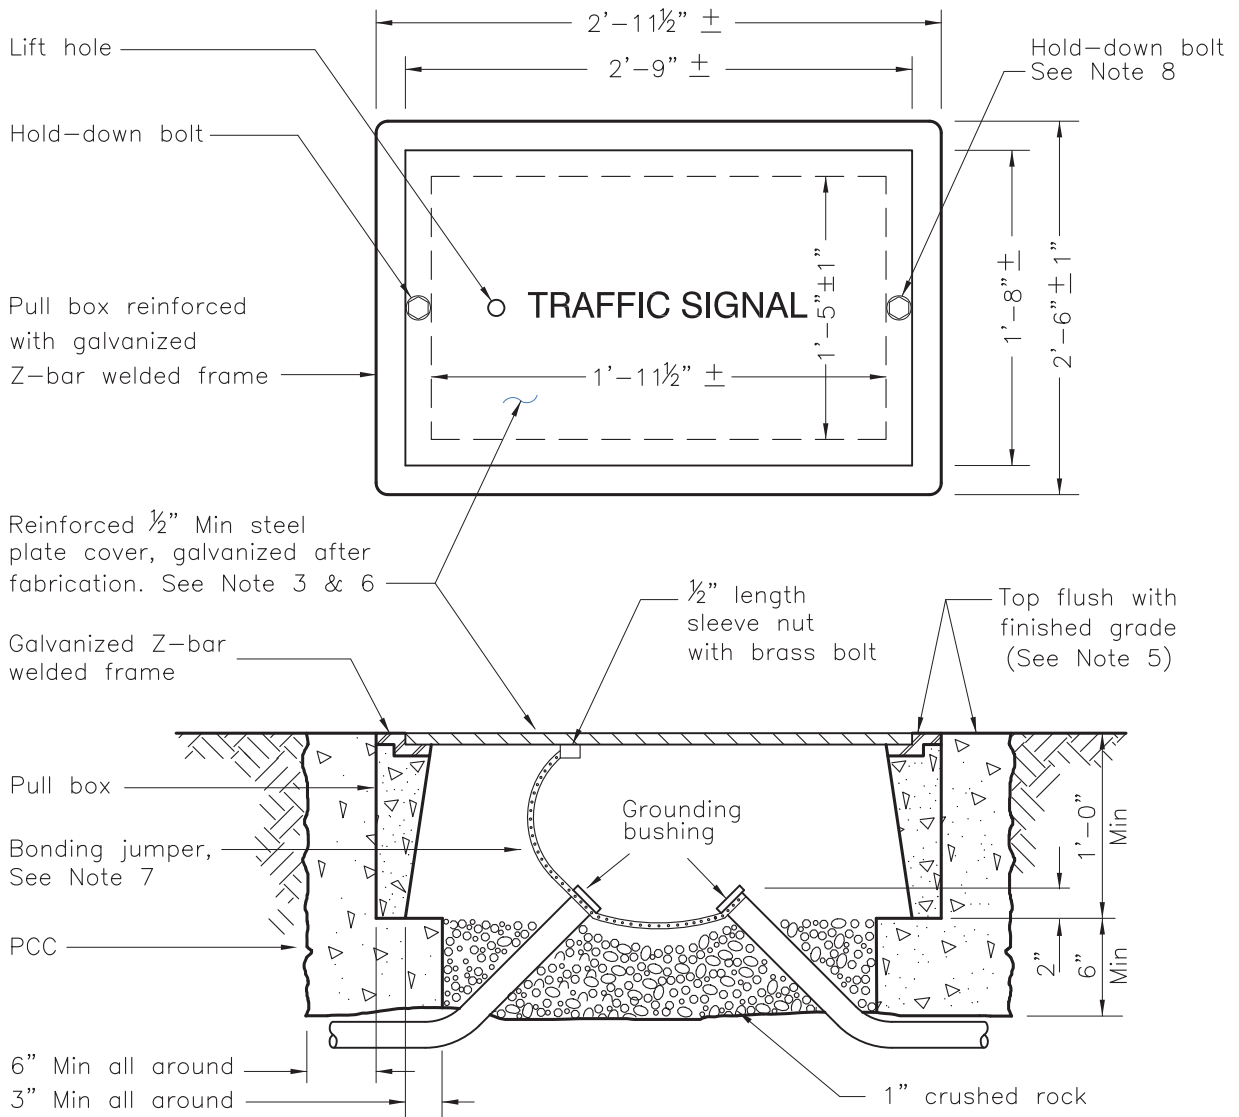 2'-11½" ±
2'-9" ±
Lift hole
Hold-down bolt
See Note 8
Hold-down bolt
TRAFFIC SIGNAL
1'-5"±1"
1'-8" ±
2'-6" ± 1"
1'-11½" ±
Pull box reinforced
with galvanized
Z-bar welded frame
Reinforced ½" Min steel
plate cover, galvanized after
fabrication. See Note 3 & 6
½" length
sleeve nut
with brass bolt
Top flush with
finished grade
(See Note 5)
Galvanized Z-bar
welded frame
Pull box
Grounding
bushing
Bonding jumper,
See Note 7
1'-0"
Min
PCC
2"
6"
Min
6" Min all around
3" Min all around
1" crushed rock